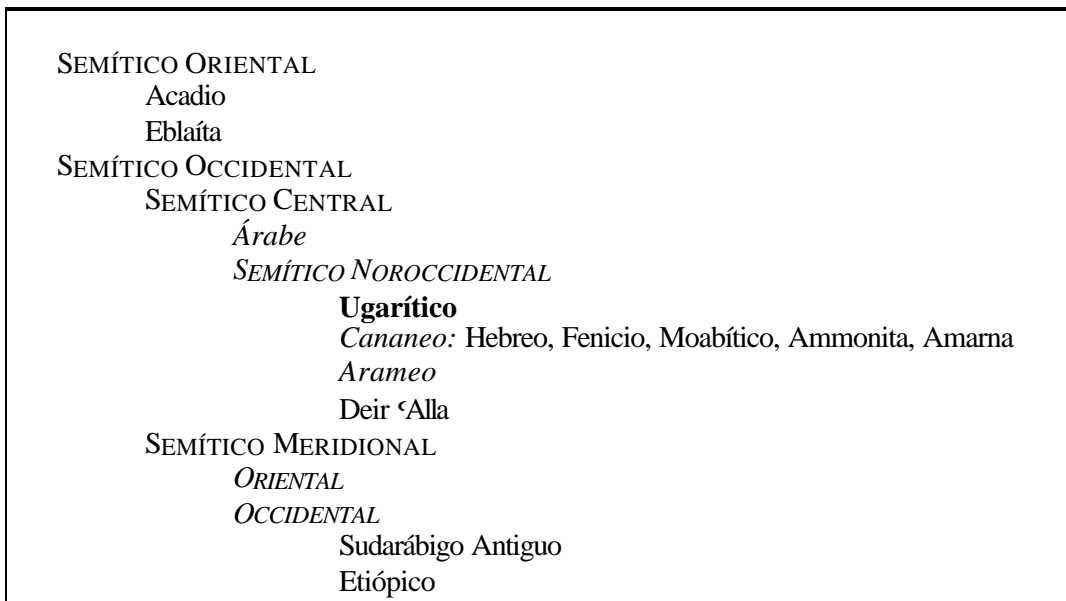 SEMÍTICO ORIENTAL
Acadio
Eblaíta
SEMÍTICO OCCIDENTAL
SEMÍTICO CENTRAL
Árabe
SEMÍTICO NOROCCIDENTAL
Ugarítico
Cananeo: Hebreo, Fenicio, Moabítico, Ammonita, Amarna
Arameo
Deir ʿAlla
SEMÍTICO MERIDIONAL
ORIENTAL
OCCIDENTAL
Sudarábigo Antiguo
Etiópico